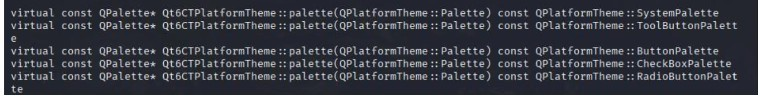 virtual const QPalette* Qt6CTPlatformTheme::palette(QPlatformTheme::Palette) const QPlatformTheme::SystemPalette
virtual const QPalette* Qt6CTPlatformTheme::palette(QPlatformTheme::Palette) const QPlatformTheme::ToolButtonPalett
e
virtual const QPalette* Qt6CTPlatformTheme::palette(QPlatformTheme::Palette) const QPlatformTheme::ButtonPalette
virtual const QPalette* Qt6CTPlatformTheme::palette(QPlatformTheme::Palette) const QPlatformTheme::CheckBoxPalette
virtual const QPalette* Qt6CTPlatformTheme::palette(QPlatformTheme::Palette) const QPlatformTheme::RadioButtonPalet
te